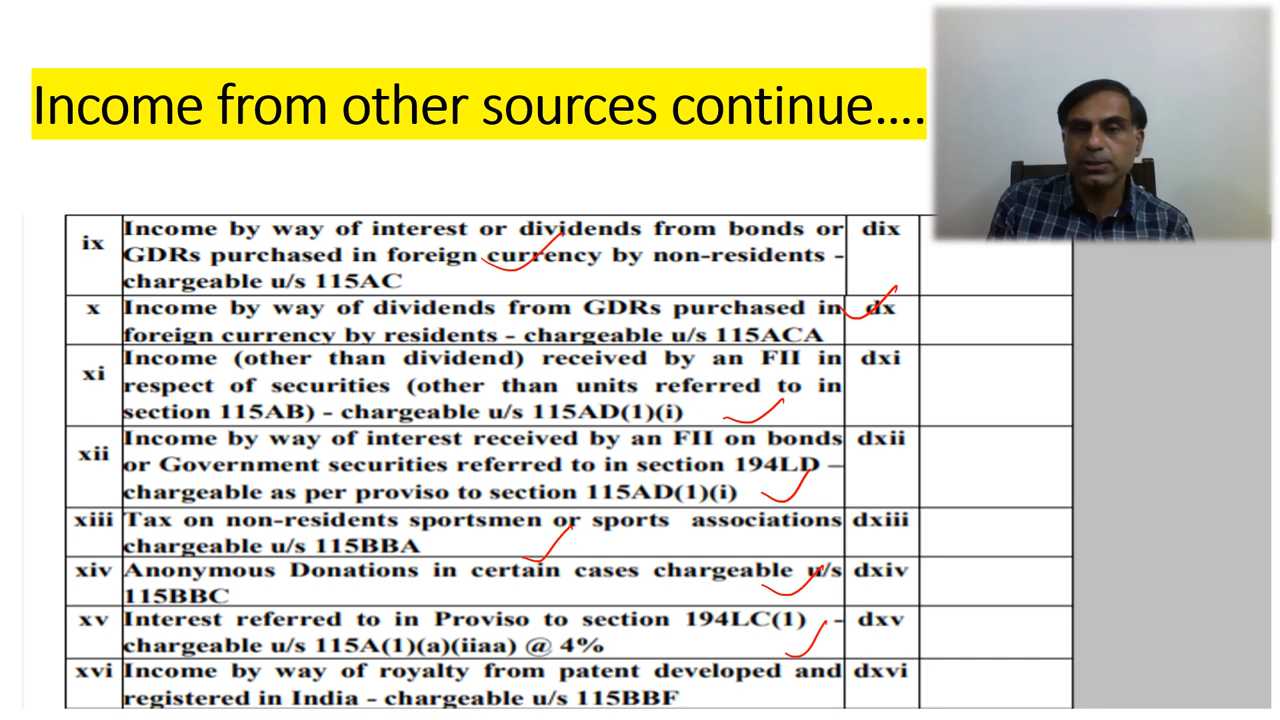 Income from other sources continue....
ix Income by way of interest or dividends from bonds or dix
GDRs purchased in foreign currency by non-residents -
chargeable u/s 115AC
x Income by way of dividends from GDRs purchased in dx
foreign currency by residents - chargeable u/s 115ACA
xi Income (other than dividend) received by an FII in dxi
respect of securities (other than units referred to in
section 115AB) - chargeable u/s 115AD(1)(i)
xii Income by way of interest received by an FII on bonds dxii
or Government securities referred to in section 194LD –
chargeable as per proviso to section 115AD(1)(i)
xiii Tax on non-residents sportsmen or sports associations dxiii
chargeable u/s 115BBA
xiv Anonymous Donations in certain cases chargeable u/s dxiv
115BBC
xv Interest referred to in Proviso to section 194LC(1) - dxv
chargeable u/s 115A(1)(a)(iiaa) @ 4%
xvi Income by way of royalty from patent developed and dxvi
registered in India - chargeable u/s 115BBF